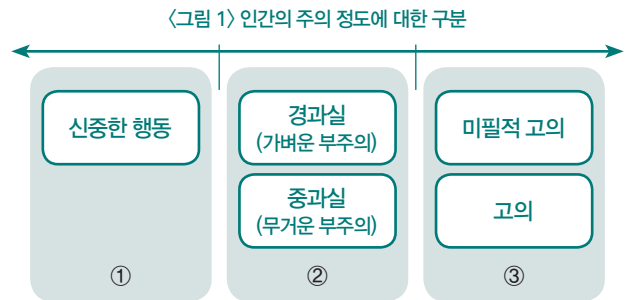 〈그림 1〉 인간의 주의 정도에 대한 구분
신중한 행동
①
경과실
(가벼운 부주의)
중과실
(무거운 부주의)
②
미필적 고의
고의
③